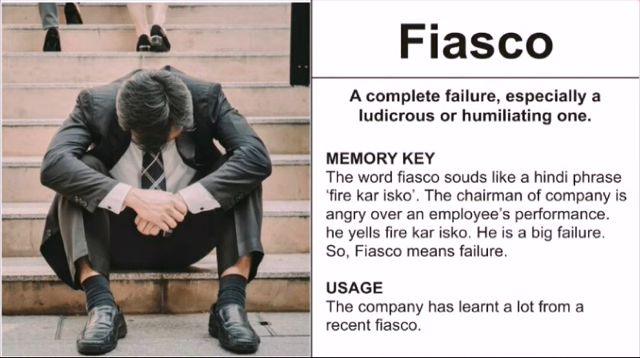 Fiasco
A complete failure, especially a
ludicrous or humiliating one.
MEMORY KEY
The word fiasco souds like a hindi phrase
‘fire kar isko’. The chairman of company is
angry over an employee’s performance.
he yells fire kar isko. He is a big failure.
So, Fiasco means failure.
USAGE
The company has learnt a lot from a
recent fiasco.